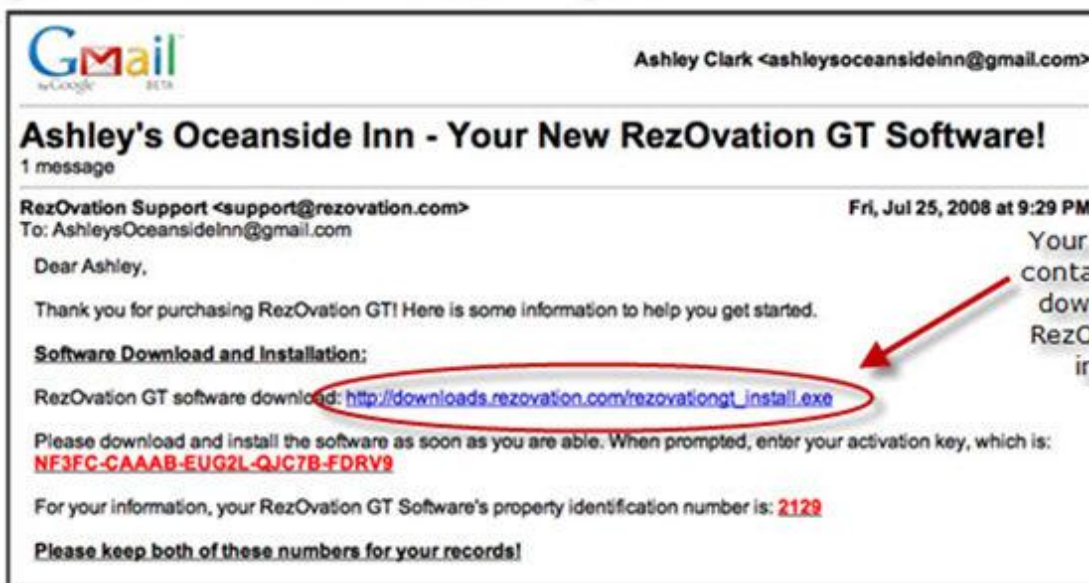 Gmail
by Google BETA
Ashley Clark <ashleysoceansideinn@gmail.com>
Ashley's Oceanside Inn - Your New RezOvation GT Software!
1 message
RezOvation Support <support@rezovation.com>
Fri, Jul 25, 2008 at 9:29 PM
To: AshleysOceansideInn@gmail.com
Dear Ashley,
Thank you for purchasing RezOvation GT! Here is some information to help you get started.
Software Download and Installation:
RezOvation GT software download: http://downloads.rezovation.com/rezovationgt_install.exe
Please download and install the software as soon as you are able. When prompted, enter your activation key, which is:
NF3FC-CAAAB-EUG2L-QJC7B-FDRV9
For your information, your RezOvation GT Software's property identification number is: 2129
Please keep both of these numbers for your records!
Your
conta
dow
RezO
in